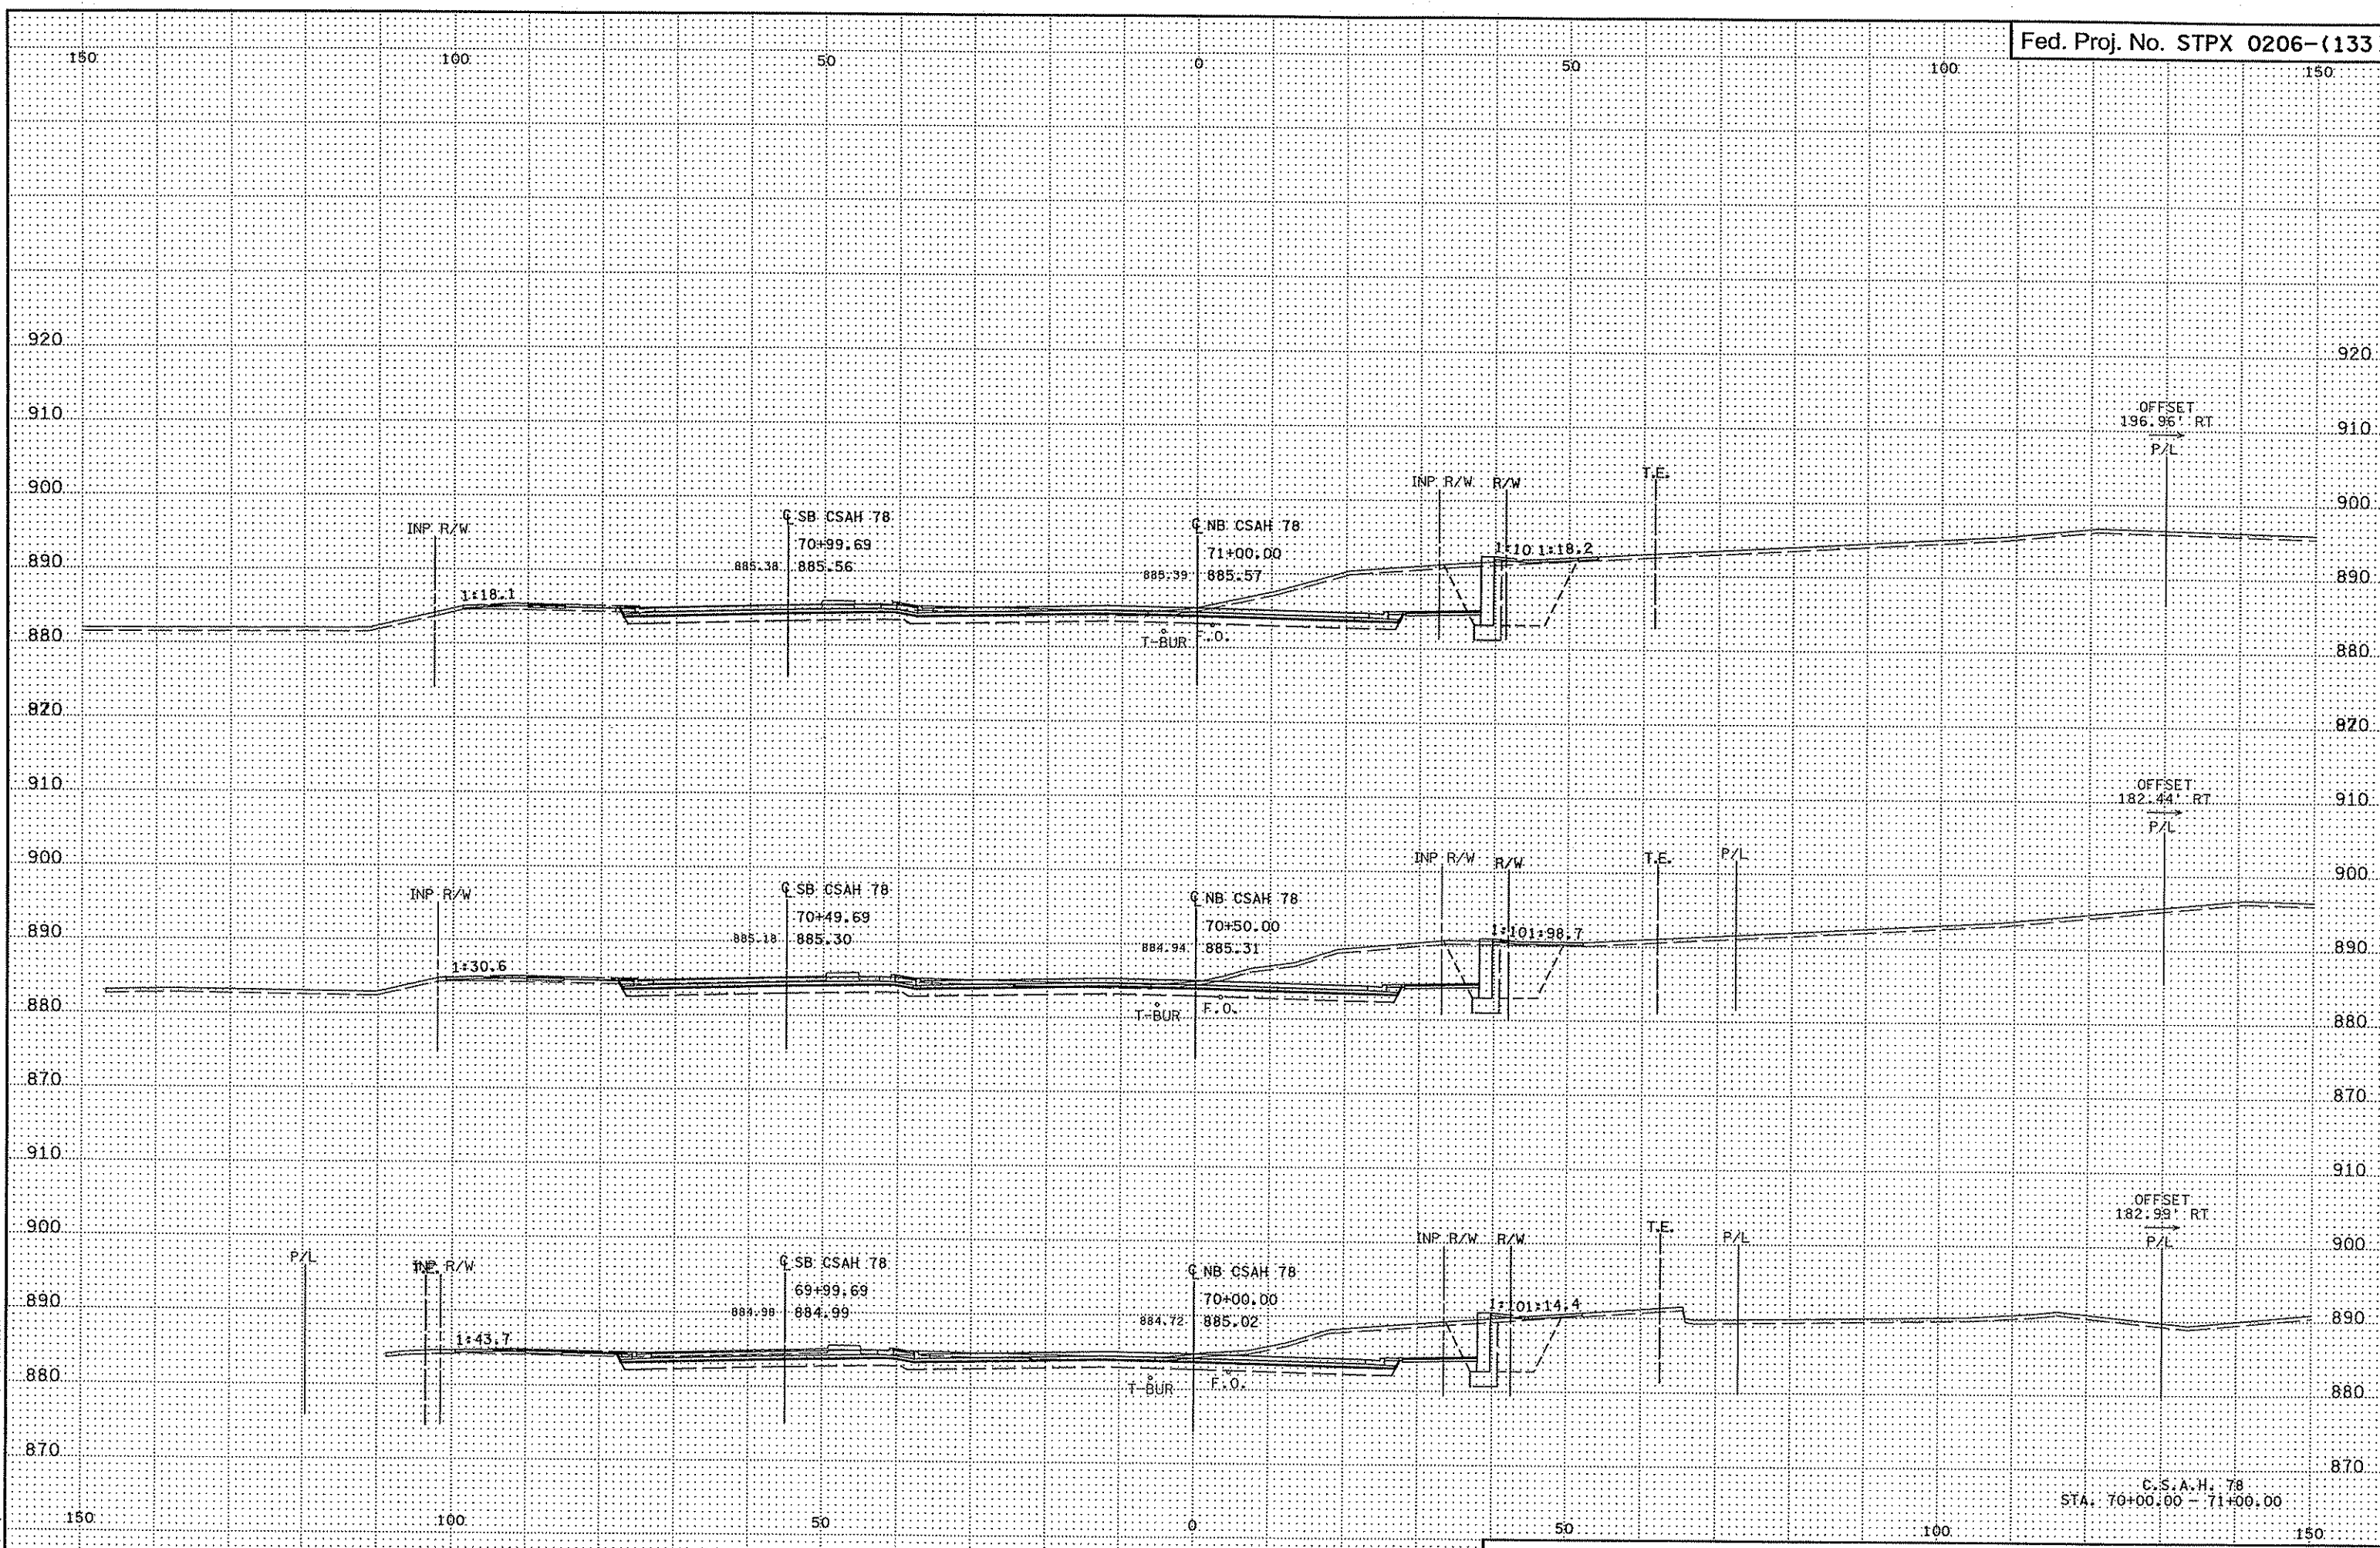 Fed. Proj. No. STPX 0206-(133
150 100 50 0 50 100 150
920 920
910 OFFSET 910
196.96' RT
P/L
900 INP R/W R/W T.E. 900
INP R/W ℄ SB CSAH 78 ℄ NB CSAH 78
70+99.69 71+00.00 1:10 1:18.2
890 885.38 885.56 885.39 885.57 890
1:18.1
880 T-BUR F.O. 880
870 870
910 OFFSET 910
182.44' RT
P/L
900 INP R/W R/W T.E. P/L 900
INP R/W ℄ SB CSAH 78 ℄ NB CSAH 78
70+49.69 70+50.00 1:101:98.7
890 885.18 885.30 884.94 885.31 890
1:30.6
880 T-BUR F.O. 880
870 870
910 910
OFFSET
182.99' RT
P/L
900 INP R/W R/W T.E. P/L 900
P/L INP R/W ℄ SB CSAH 78 ℄ NB CSAH 78
69+99.69 70+00.00 1:101:14.4
890 884.98 884.99 884.72 885.02 890
1:43.7
880 T-BUR F.O. 880
870 870
C.S.A.H. 78
STA. 70+00.00 - 71+00.00
150 100 50 0 50 100 150